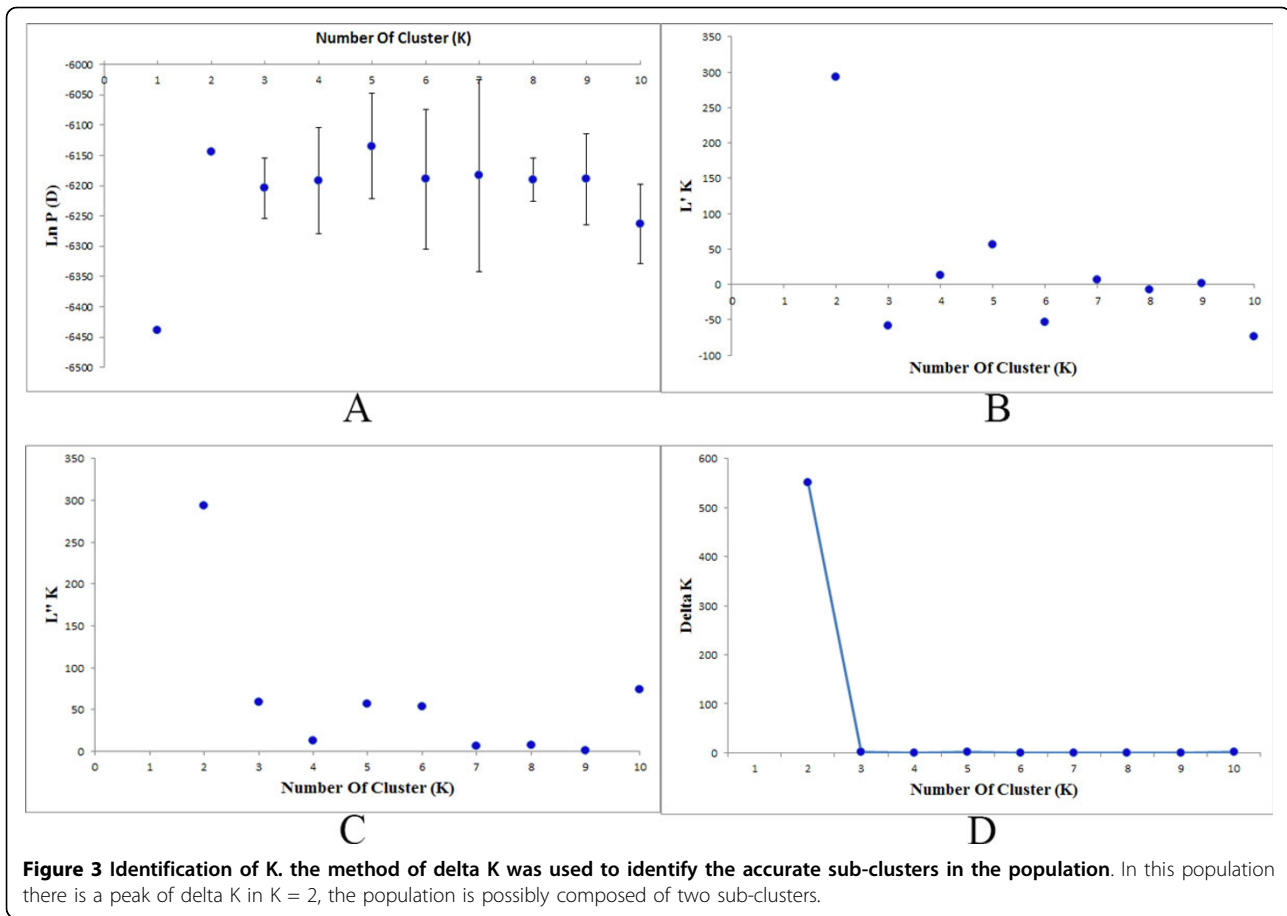 Number Of Cluster (K)
-6000
0 1 2 3 4 5 6 7 8 9 10
-6050
-6100
-6150
-6200
-6250
-6300
-6350
-6400
-6450
-6500
Ln P (D)
A
350
300
250
200
150
100
50
0
-50
-100
0 1 2 3 4 5 6 7 8 9 10
L' K
Number Of Cluster (K)
B
350
300
250
200
150
100
50
0
0 1 2 3 4 5 6 7 8 9 10
L'' K
Number Of Cluster (K)
C
600
500
400
300
200
100
0
1 2 3 4 5 6 7 8 9 10
Delta K
Number Of Cluster (K)
D
Figure 3 Identification of K. the method of delta K was used to identify the accurate sub-clusters in the population. In this population
there is a peak of delta K in K = 2, the population is possibly composed of two sub-clusters.